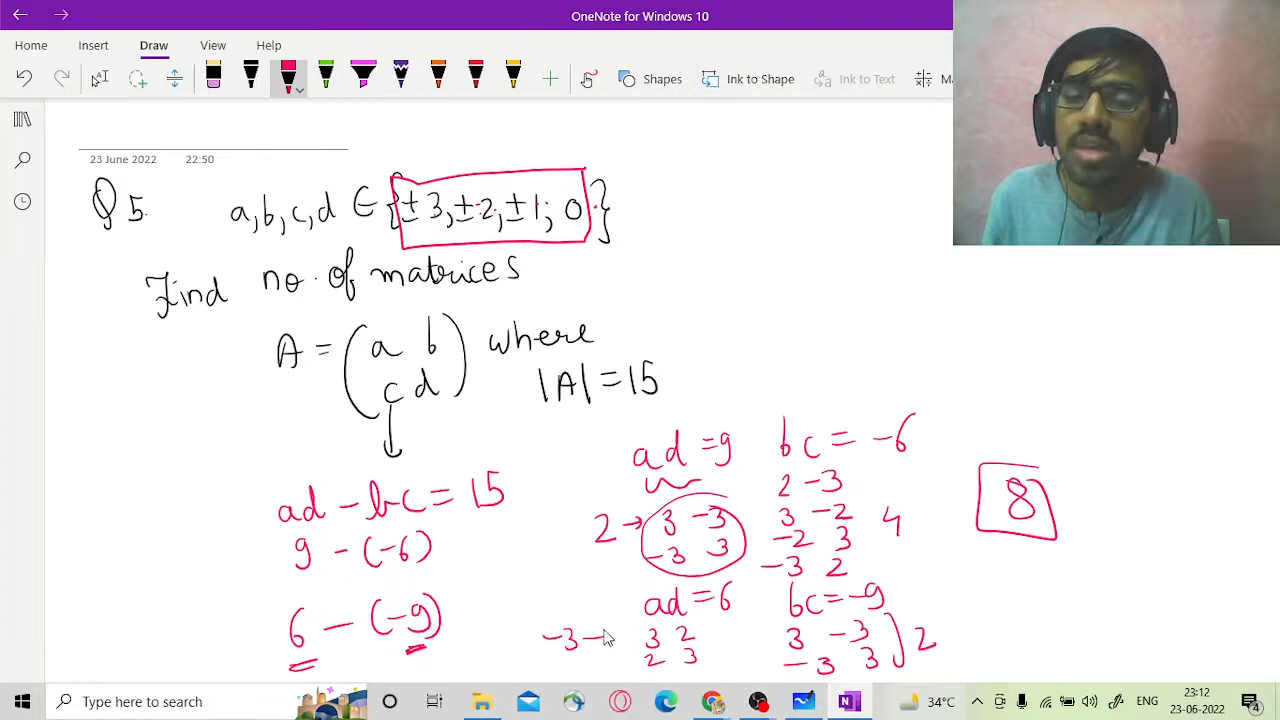 OneNote for Windows 10
Home Insert Draw View Help
Shapes Ink to Shape Ink to Text Ma
23 June 2022 22:50
Q 5. a,b,c,d ∈ {±3, ±2, ±1, 0}
Find no. of matrices
A = (a b
c d) where
|A| = 15
ad = 9 bc = -6
2 -3
ad - bc = 15
8
2 → 3 -3 3 -2 4
-3 3 -2 3
9 - (-6)
-3 2
ad = 6 bc = -9
6 - (-9)
-3 - 3 2 3 -3 2
2 3 -3 3
Type here to search
34°C
ENG
23:12
23-06-2022